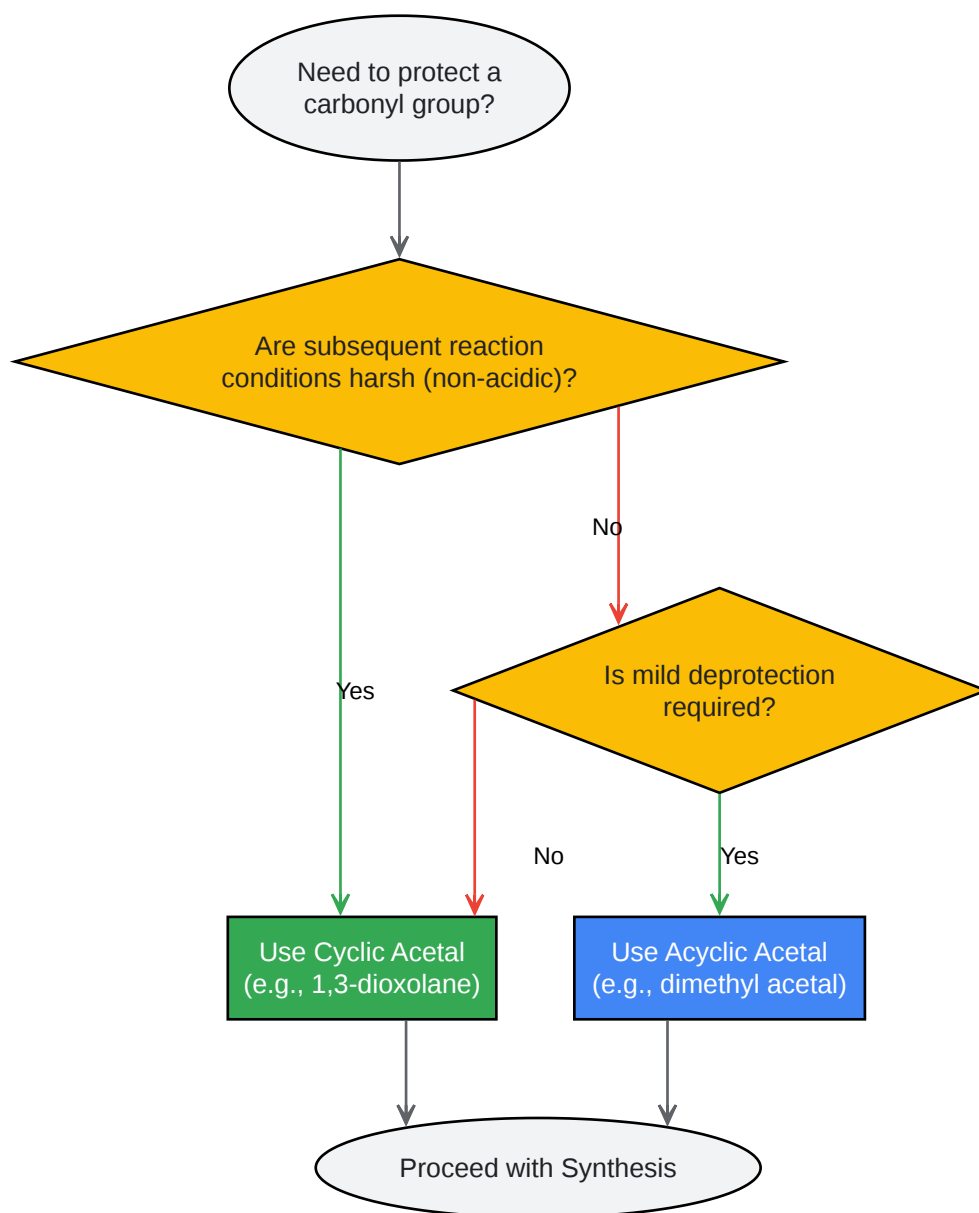 Need to protect a
carbonyl group?
Are subsequent reaction
conditions harsh (non-acidic)?
No
Is mild deprotection
required?
Yes
No
Yes
Use Cyclic Acetal
(e.g., 1,3-dioxolane)
Use Acyclic Acetal
(e.g., dimethyl acetal)
Proceed with Synthesis